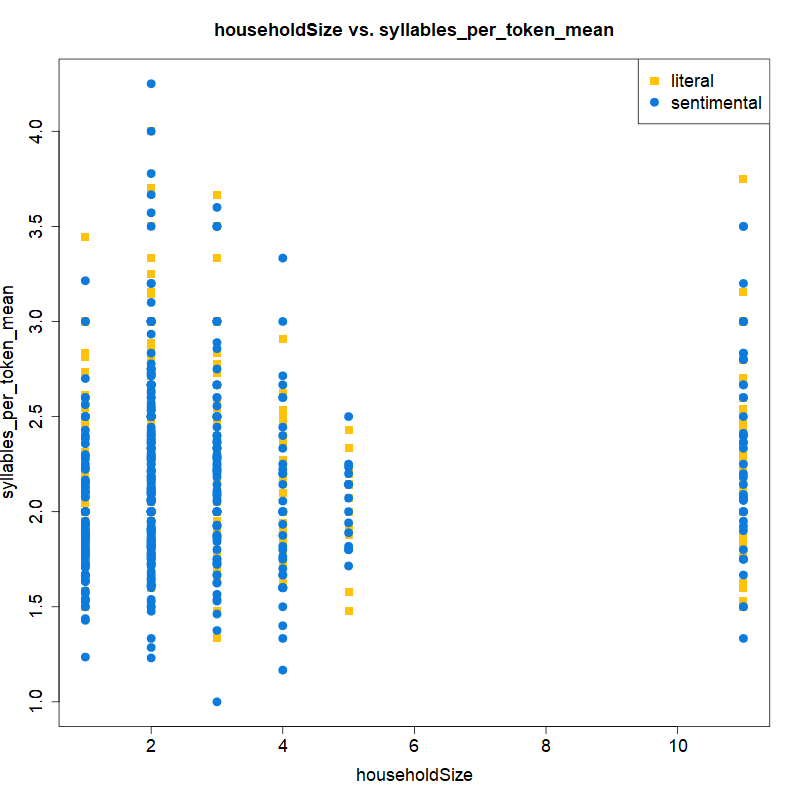 householdSize vs. syllables_per_token_mean
literal
sentimental
syllables_per_token_mean
4.0
3.5
3.0
2.5
2.0
1.5
1.0
2 4 6 8 10
householdSize